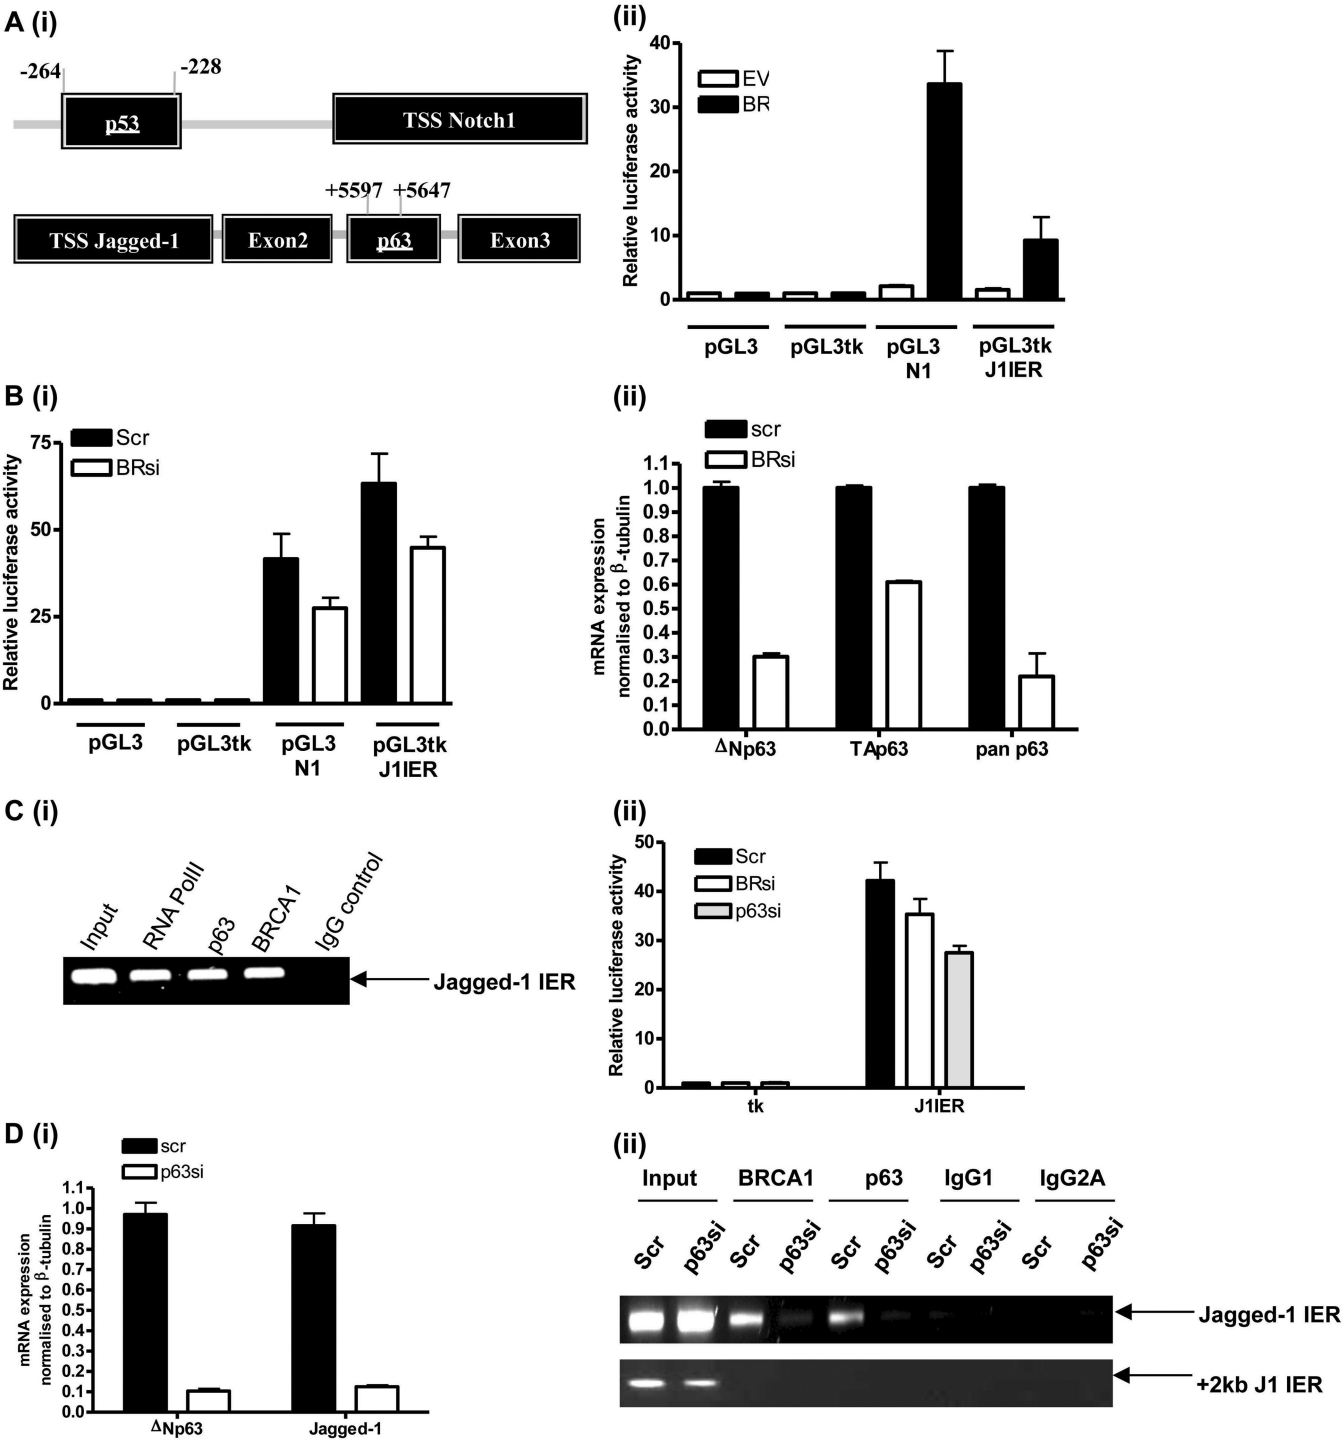 A (i)
-264
-228
p53
TSS Notch1
+5597
+5647
TSS Jagged-1
Exon2
p63
Exon3
(ii)
Relative luciferase activity
40
30
20
10
0
EV
BR
pGL3
pGL3tk
pGL3
N1
pGL3tk
J1IER
B (i)
Relative luciferase activity
75
50
25
0
Scr
BRsi
pGL3
pGL3tk
pGL3
N1
pGL3tk
J1IER
(ii)
scr
BRsi
mRNA expression
normalised to β-tubulin
1.1
1.0
0.9
0.8
0.7
0.6
0.5
0.4
0.3
0.2
0.1
0.0
ΔNp63
TAp63
pan p63
C (i)
Input
RNA PolII
p63
BRCA1
IgG control
Jagged-1 IER
(ii)
Relative luciferase activity
50
40
30
20
10
0
Scr
BRsi
p63si
tk
J1IER
D (i)
scr
p63si
mRNA expression
normalised to β-tubulin
1.1
1.0
0.9
0.8
0.7
0.6
0.5
0.4
0.3
0.2
0.1
0.0
ΔNp63
Jagged-1
(ii)
Input BRCA1 p63 IgG1 IgG2A
Scr p63si Scr p63si Scr p63si Scr p63si Scr p63si
Jagged-1 IER
+2kb J1 IER